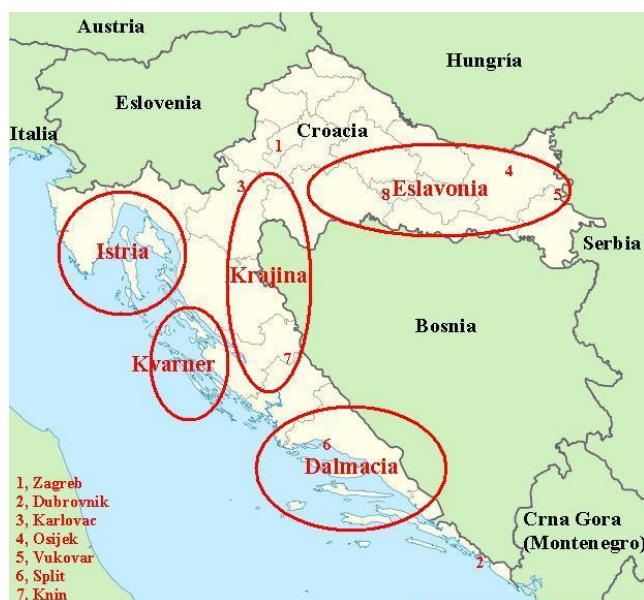 Austria
Hungría
Eslovenia
Italia
Croacia
1
3
4
8
Eslavonia
5
Istria
Serbia
Krajina
Bosnia
Kvarner
7
6
Dalmacia
1, Zagreb
2, Dubrovnik
3, Karlovac
4, Osijek
5, Vukovar
6, Split
7, Knin
Crna Gora
(Montenegro)
2